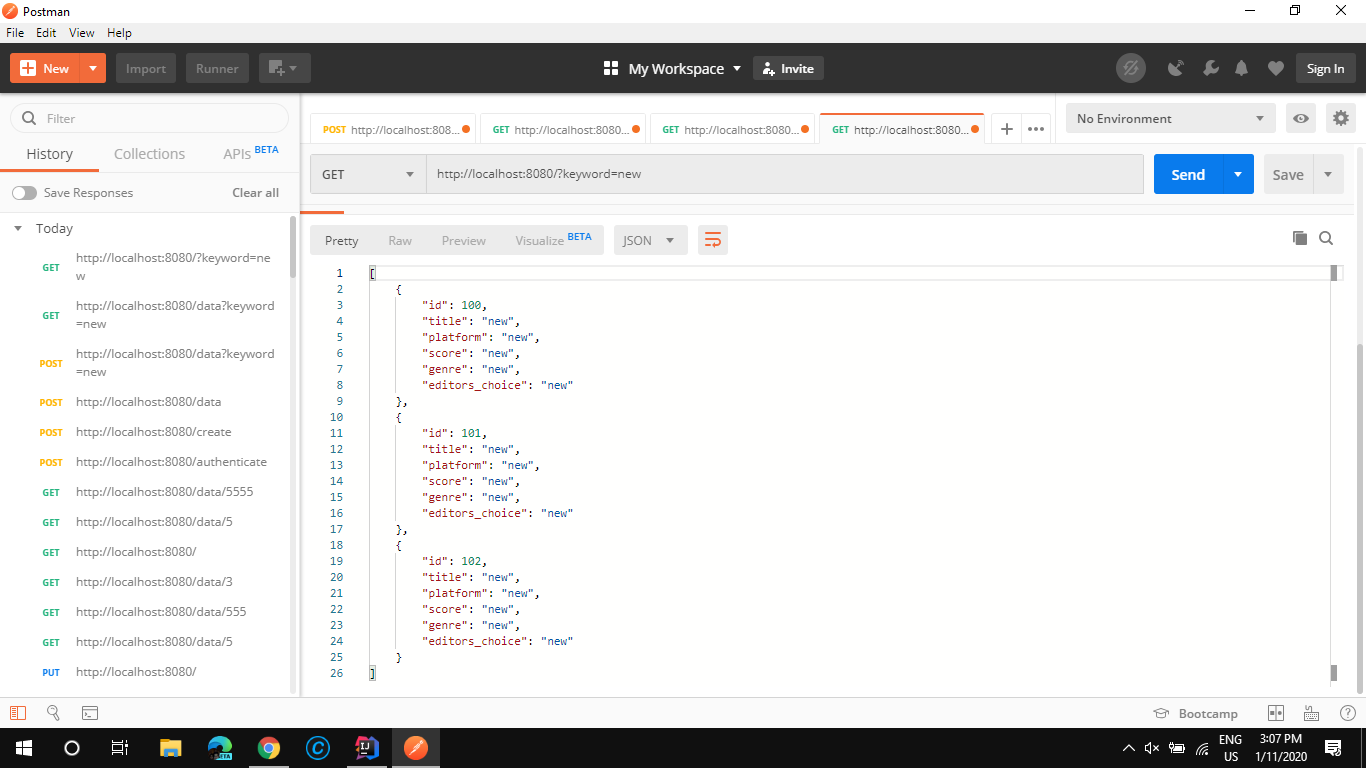 Postman
File Edit View Help
New Import Runner My Workspace Invite Sign In
Filter
History Collections APIs BETA
Save Responses Clear all
Today
GET http://localhost:8080/?keyword=ne
w
GET http://localhost:8080/data?keyword
=new
POST http://localhost:8080/data?keyword
=new
POST http://localhost:8080/data
POST http://localhost:8080/create
POST http://localhost:8080/authenticate
GET http://localhost:8080/data/5555
GET http://localhost:8080/data/5
GET http://localhost:8080/
GET http://localhost:8080/data/3
GET http://localhost:8080/data/555
GET http://localhost:8080/data/5
PUT http://localhost:8080/
POST http://localhost:808... GET http://localhost:8080... GET http://localhost:8080... GET http://localhost:8080... No Environment
GET http://localhost:8080/?keyword=new Send Save
Pretty Raw Preview Visualize BETA JSON
1 [
2 {
3 "id": 100,
4 "title": "new",
5 "platform": "new",
6 "score": "new",
7 "genre": "new",
8 "editors_choice": "new"
9 },
10 {
11 "id": 101,
12 "title": "new",
13 "platform": "new",
14 "score": "new",
15 "genre": "new",
16 "editors_choice": "new"
17 },
18 {
19 "id": 102,
20 "title": "new",
21 "platform": "new",
22 "score": "new",
23 "genre": "new",
24 "editors_choice": "new"
25 }
26 ]
Bootcamp
ENG
US
3:07 PM
1/11/2020